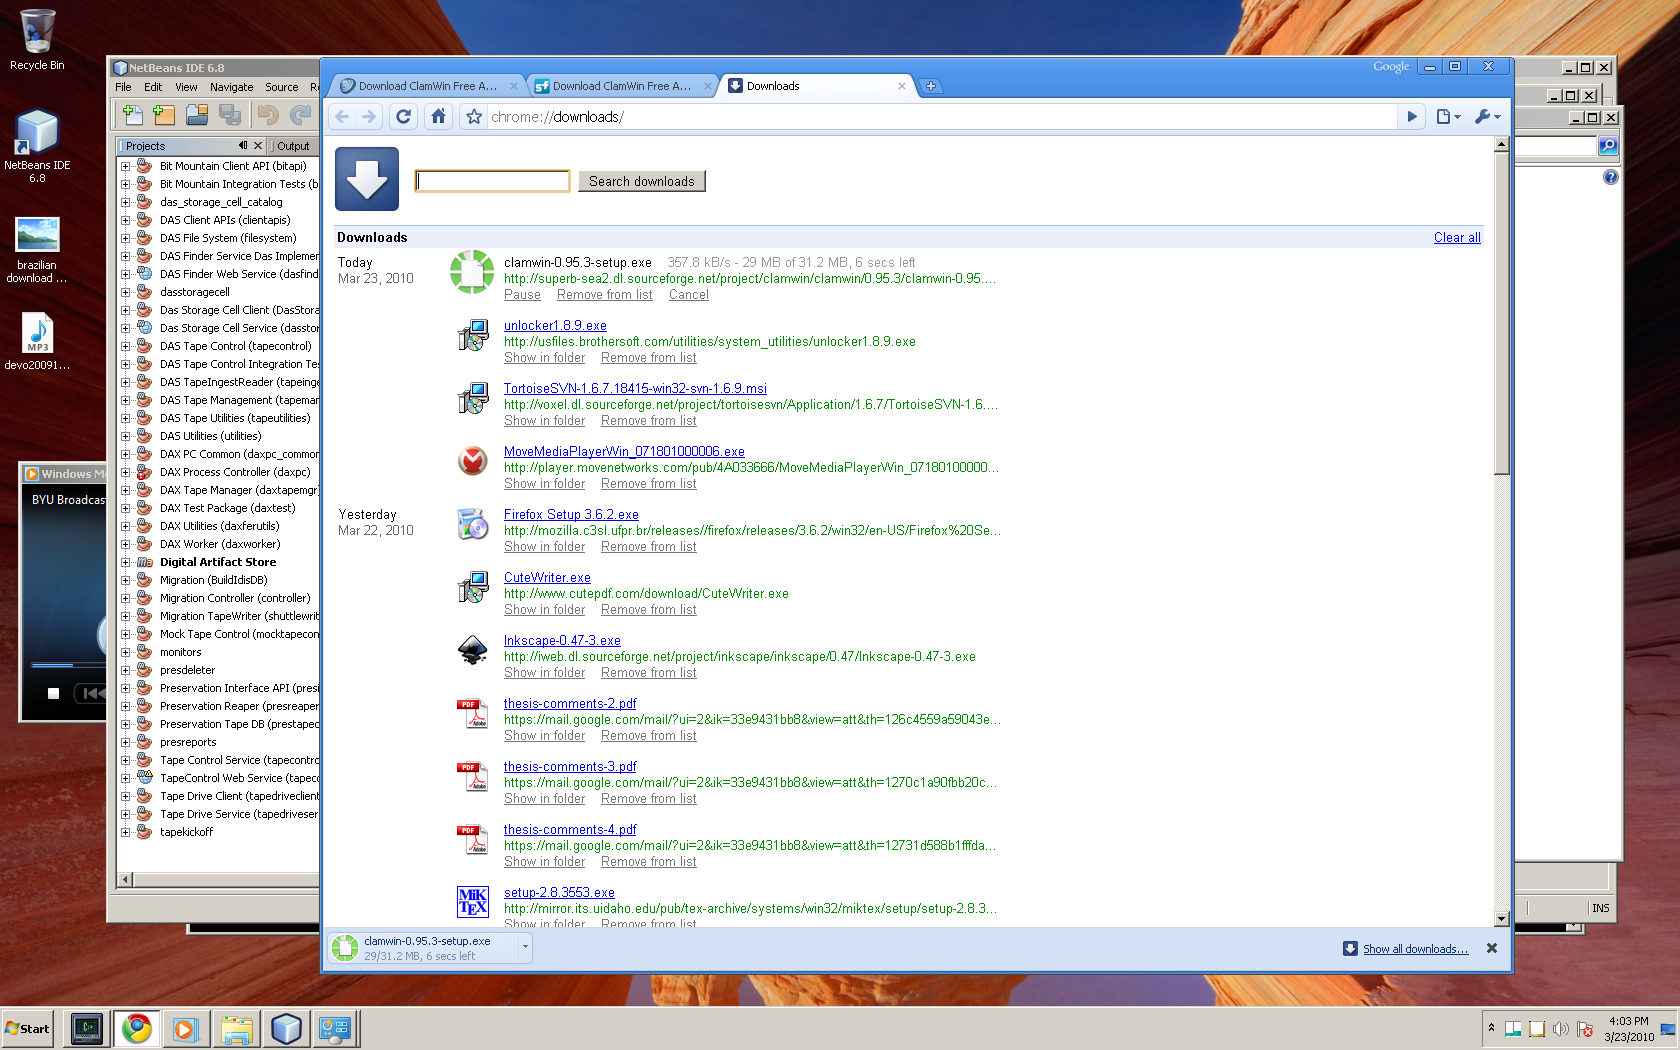 Recycle Bin
NetBeans IDE
6.8
brazilian
download ...
devo20091...
Windows Me
BYU Broadcas
NetBeans IDE 6.8
File Edit View Navigate Source Re
Projects
Output
Bit Mountain Client API (bitapi)
Bit Mountain Integration Tests (b
das_storage_cell_catalog
DAS Client APIs (clientapis)
DAS File System (filesystem)
DAS Finder Service Das Implemen
DAS Finder Web Service (dasfind
dasstoragecell
Das Storage Cell Client (DasStora
Das Storage Cell Service (dasstor
DAS Tape Control (tapecontrol)
DAS Tape Control Integration Tes
DAS TapeIngestReader (tapeinge
DAS Tape Management (tapeman
DAS Tape Utilities (tapeutilities)
DAS Utilities (utilities)
DAX PC Common (daxpc_common
DAX Process Controller (daxpc)
DAX Tape Manager (daxtapemgr)
DAX Test Package (daxtest)
DAX Utilities (daxferutils)
DAX Worker (daxworker)
Digital Artifact Store
Migration (BuildIdisDB)
Migration Controller (controller)
Migration TapeWriter (shuttlewrit
Mock Tape Control (mocktapecon
monitors
presdeleter
Preservation Interface API (presi
Preservation Reaper (presreaper
Preservation Tape DB (prestaped
presreports
Tape Control Service (tapecontro
TapeControl Web Service (tapeco
Tape Drive Client (tapedriveclient
Tape Drive Service (tapedriveser
tapekickoff
INS
Google
Download ClamWin Free A...
Download ClamWin Free A...
Downloads
chrome://downloads/
Search downloads
Downloads
Clear all
Today
Mar 23, 2010
clamwin-0.95.3-setup.exe 357.8 kB/s - 29 MB of 31.2 MB, 6 secs left
http://superb-sea2.dl.sourceforge.net/project/clamwin/clamwin/0.95.3/clamwin-0.95....
Pause Remove from list Cancel
unlocker1.8.9.exe
http://usfiles.brothersoft.com/utilities/system_utilities/unlocker1.8.9.exe
Show in folder Remove from list
TortoiseSVN-1.6.7.18415-win32-svn-1.6.9.msi
http://voxel.dl.sourceforge.net/project/tortoisesvn/Application/1.6.7/TortoiseSVN-1.6....
Show in folder Remove from list
MoveMediaPlayerWin_071801000006.exe
http://player.movenetworks.com/pub/4A033666/MoveMediaPlayerWin_0718010000...
Show in folder Remove from list
Yesterday
Mar 22, 2010
Firefox Setup 3.6.2.exe
http://mozilla.c3sl.ufpr.br/releases//firefox/releases/3.6.2/win32/en-US/Firefox%20Se...
Show in folder Remove from list
CuteWriter.exe
http://www.cutepdf.com/download/CuteWriter.exe
Show in folder Remove from list
Inkscape-0.47-3.exe
http://iweb.dl.sourceforge.net/project/inkscape/inkscape/0.47/Inkscape-0.47-3.exe
Show in folder Remove from list
thesis-comments-2.pdf
https://mail.google.com/mail/?ui=2&ik=33e9431bb8&view=att&th=126c4559a59043e...
Show in folder Remove from list
thesis-comments-3.pdf
https://mail.google.com/mail/?ui=2&ik=33e9431bb8&view=att&th=1270c1a90fbb20c...
Show in folder Remove from list
thesis-comments-4.pdf
https://mail.google.com/mail/?ui=2&ik=33e9431bb8&view=att&th=12731d588b1fffda...
Show in folder Remove from list
setup-2.8.3553.exe
http://mirror.its.uidaho.edu/pub/tex-archive/systems/win32/miktex/setup/setup-2.8.3...
Show in folder Remove from list
clamwin-0.95.3-setup.exe
29/31.2 MB, 6 secs left
Show all downloads...
Start
4:03 PM
3/23/2010